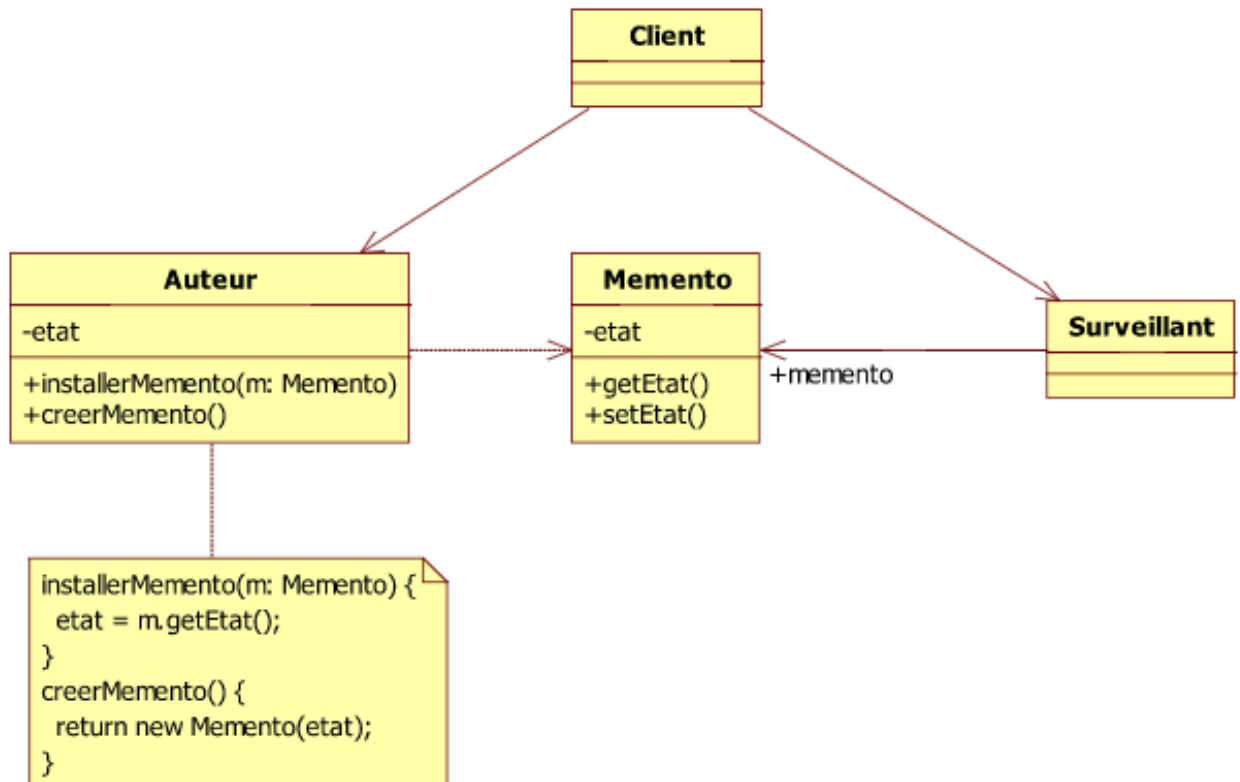 Client
Auteur
-etat
+installerMemento(m: Memento)
+creerMemento()
Memento
-etat
+getEtat()
+setEtat()
+memento
Surveillant
installerMemento(m: Memento) {
etat = m.getEtat();
}
creerMemento() {
return new Memento(etat);
}